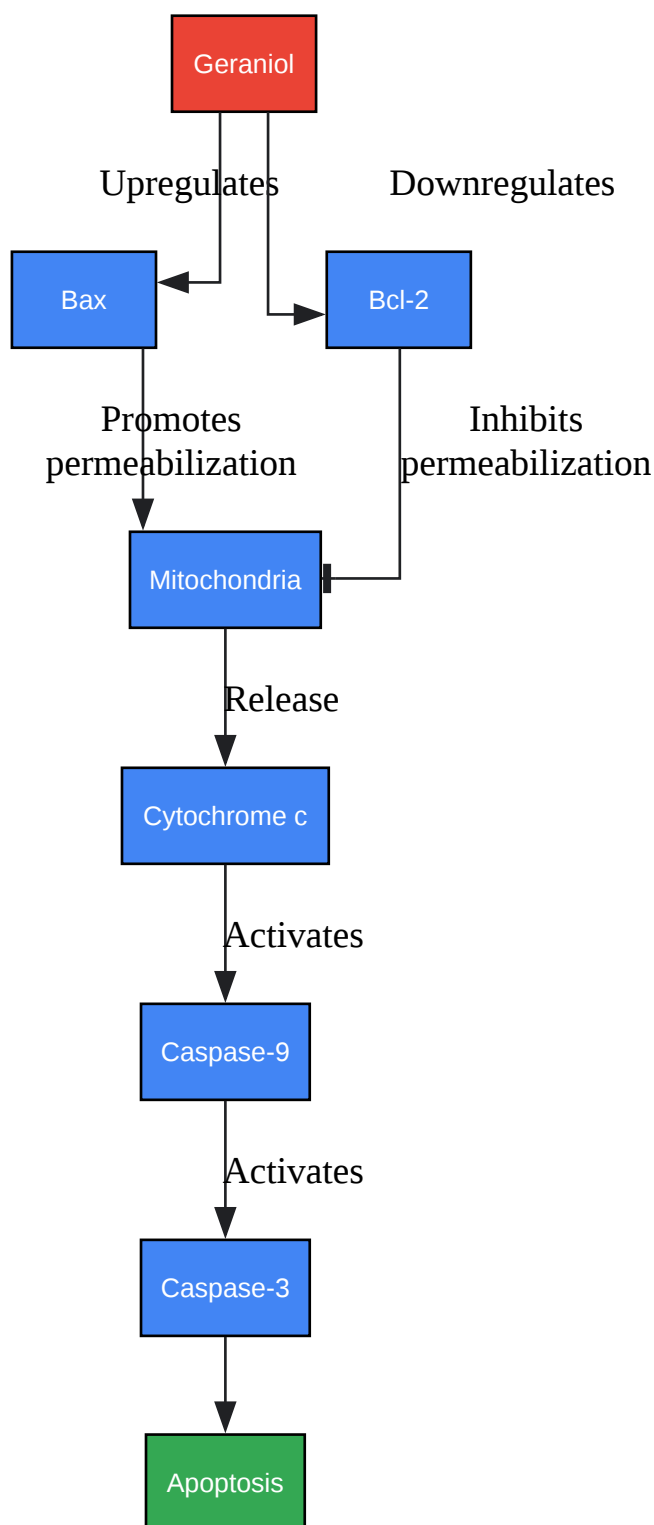 Geraniol
Upregulates
Downregulates
Bax
Bcl-2
Promotes
permeabilization
Inhibits
permeabilization
Mitochondria
Release
Cytochrome c
Activates
Caspase-9
Activates
Caspase-3
Apoptosis